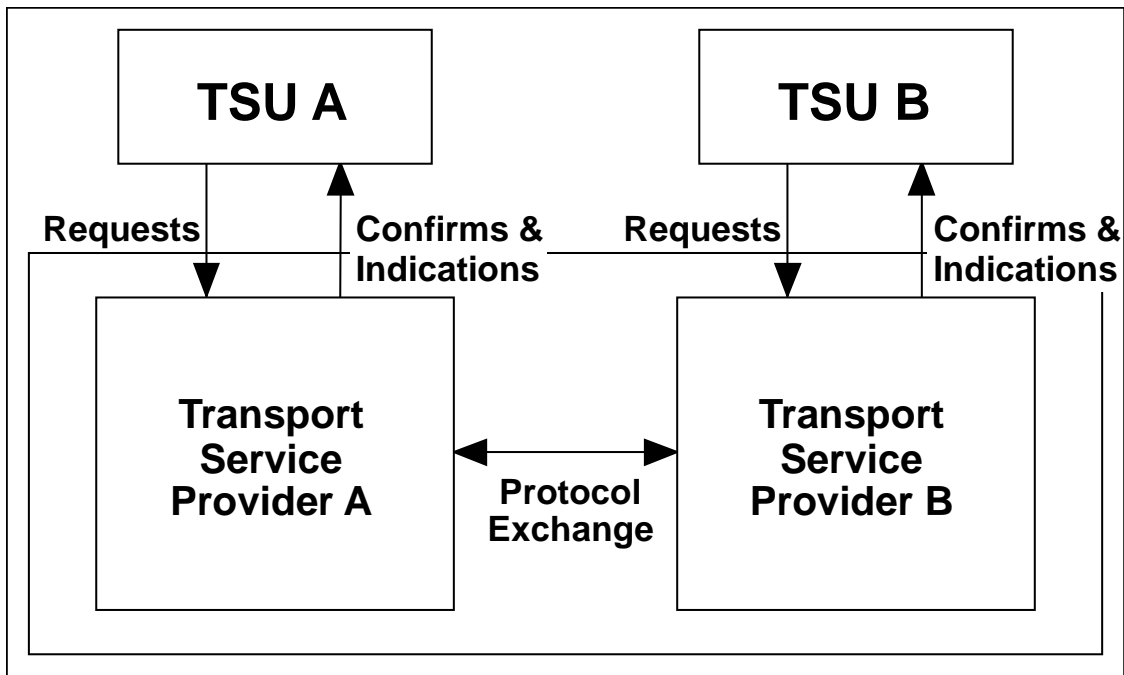 TSU A
TSU B
Requests
Confirms &
Indications
Requests
Confirms &
Indications
Transport
Service
Provider A
Protocol
Exchange
Transport
Service
Provider B